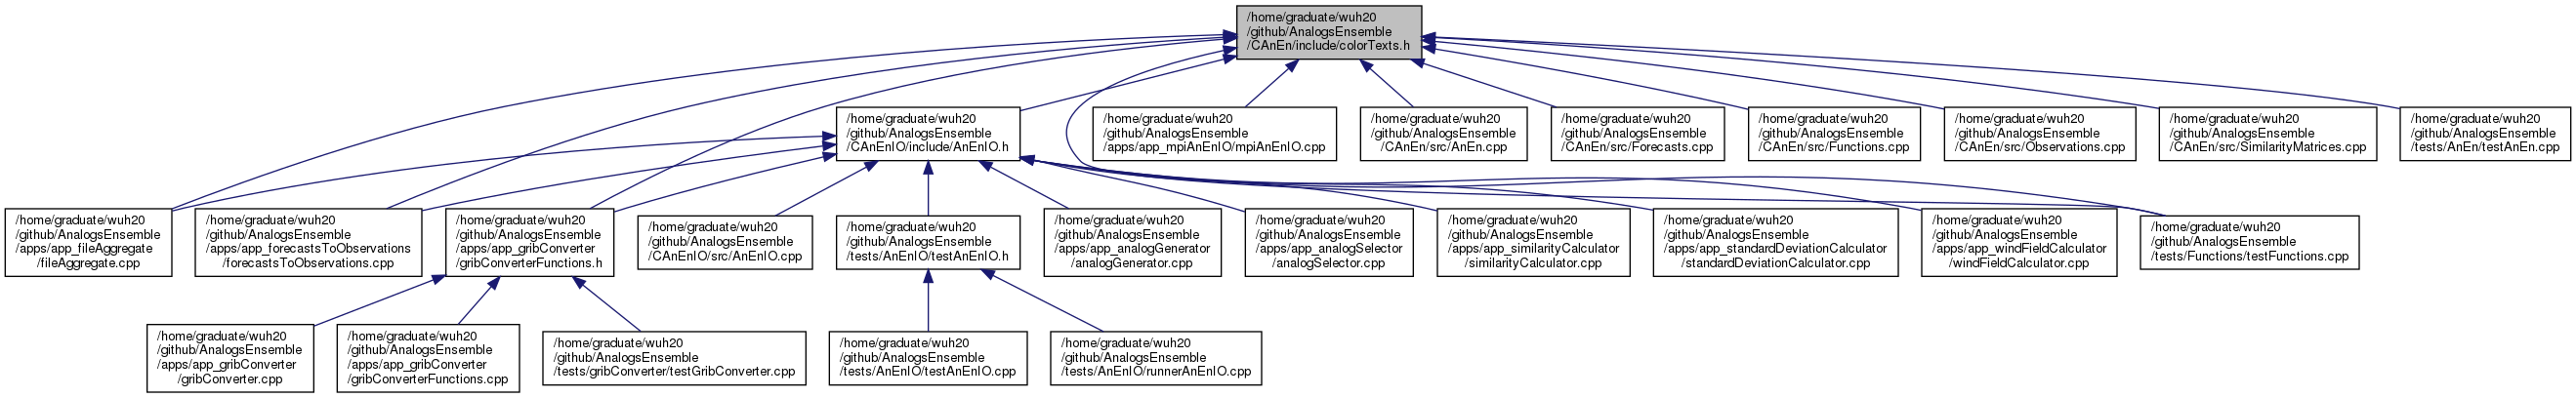 /home/graduate/wuh20
/github/AnalogsEnsemble
/CAnEn/include/colorTexts.h
/home/graduate/wuh20
/github/AnalogsEnsemble
/CAnEnIO/include/AnEnIO.h
/home/graduate/wuh20
/github/AnalogsEnsemble
/apps/app_mpiAnEnIO/mpiAnEnIO.cpp
/home/graduate/wuh20
/github/AnalogsEnsemble
/CAnEn/src/AnEn.cpp
/home/graduate/wuh20
/github/AnalogsEnsemble
/CAnEn/src/Forecasts.cpp
/home/graduate/wuh20
/github/AnalogsEnsemble
/CAnEn/src/Functions.cpp
/home/graduate/wuh20
/github/AnalogsEnsemble
/CAnEn/src/Observations.cpp
/home/graduate/wuh20
/github/AnalogsEnsemble
/CAnEn/src/SimilarityMatrices.cpp
/home/graduate/wuh20
/github/AnalogsEnsemble
/tests/AnEn/testAnEn.cpp
/home/graduate/wuh20
/github/AnalogsEnsemble
/apps/app_fileAggregate
/fileAggregate.cpp
/home/graduate/wuh20
/github/AnalogsEnsemble
/apps/app_forecastsToObservations
/forecastsToObservations.cpp
/home/graduate/wuh20
/github/AnalogsEnsemble
/apps/app_gribConverter
/gribConverterFunctions.h
/home/graduate/wuh20
/github/AnalogsEnsemble
/CAnEnIO/src/AnEnIO.cpp
/home/graduate/wuh20
/github/AnalogsEnsemble
/tests/AnEnIO/testAnEnIO.h
/home/graduate/wuh20
/github/AnalogsEnsemble
/apps/app_analogGenerator
/analogGenerator.cpp
/home/graduate/wuh20
/github/AnalogsEnsemble
/apps/app_analogSelector
/analogSelector.cpp
/home/graduate/wuh20
/github/AnalogsEnsemble
/apps/app_similarityCalculator
/similarityCalculator.cpp
/home/graduate/wuh20
/github/AnalogsEnsemble
/apps/app_standardDeviationCalculator
/standardDeviationCalculator.cpp
/home/graduate/wuh20
/github/AnalogsEnsemble
/apps/app_windFieldCalculator
/windFieldCalculator.cpp
/home/graduate/wuh20
/github/AnalogsEnsemble
/tests/Functions/testFunctions.cpp
/home/graduate/wuh20
/github/AnalogsEnsemble
/apps/app_gribConverter
/gribConverter.cpp
/home/graduate/wuh20
/github/AnalogsEnsemble
/apps/app_gribConverter
/gribConverterFunctions.cpp
/home/graduate/wuh20
/github/AnalogsEnsemble
/tests/gribConverter/testGribConverter.cpp
/home/graduate/wuh20
/github/AnalogsEnsemble
/tests/AnEnIO/testAnEnIO.cpp
/home/graduate/wuh20
/github/AnalogsEnsemble
/tests/AnEnIO/runnerAnEnIO.cpp